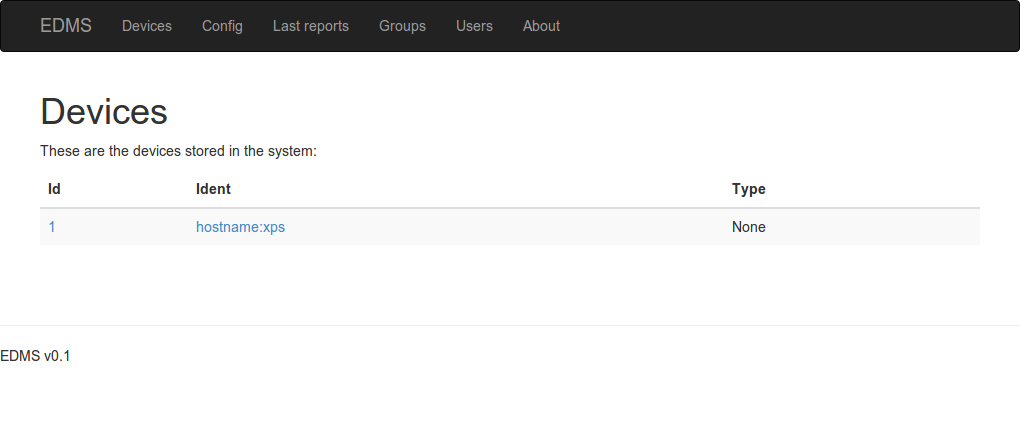 EDMS Devices Config Last reports Groups Users About
Devices
These are the devices stored in the system:
Id Ident Type
1 hostname:xps None
EDMS v0.1